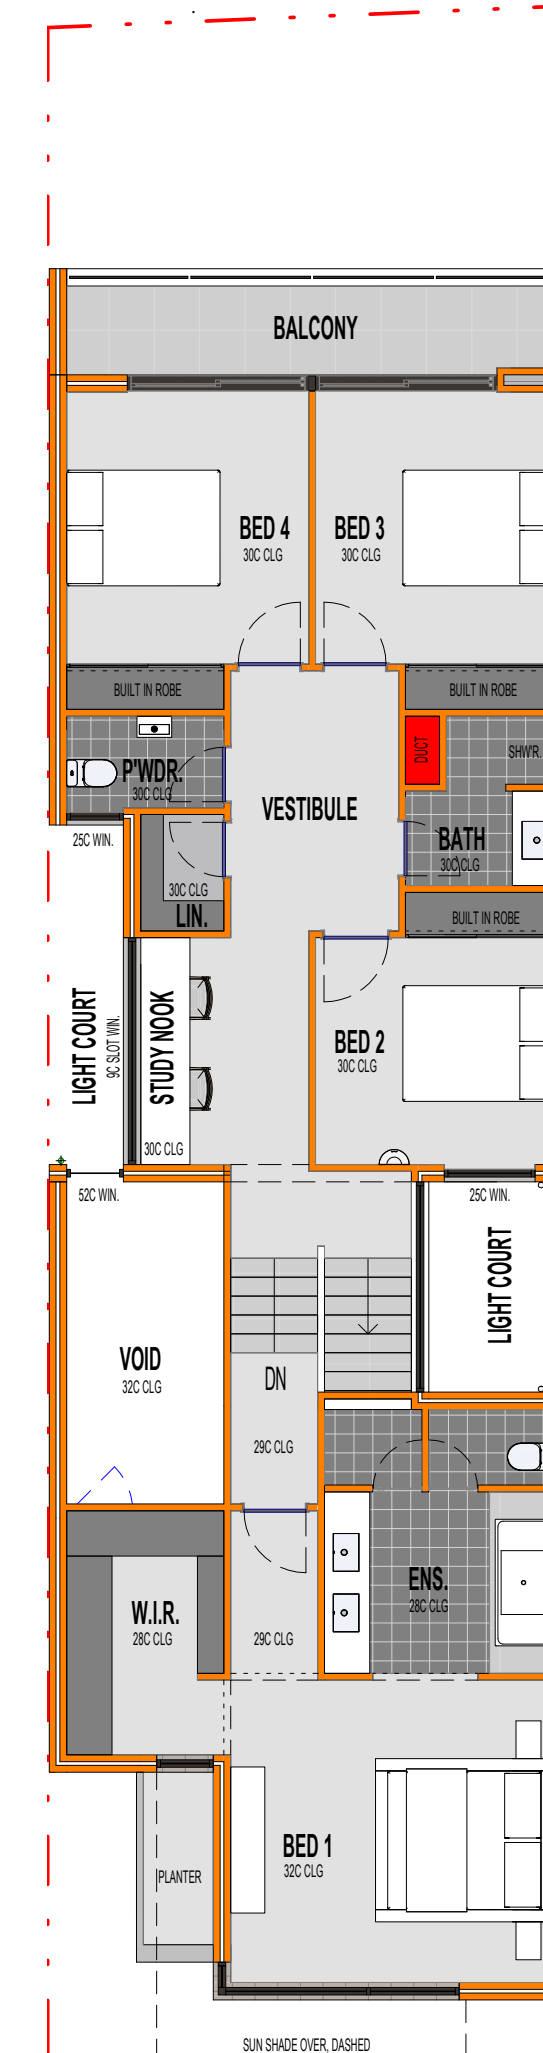 BALCONY
BED 4
30C CLG
BED 3
30C CLG
BUILT IN ROBE
BUILT IN ROBE
P'WDR.
30C CLG
DUCT
SHW'R.
VESTIBULE
25C WIN.
BATH
30C CLG
30C CLG
LIN.
BUILT IN ROBE
LIGHT COURT
9C SLOT WIN.
STUDY NOOK
30C CLG
BED 2
30C CLG
52C WIN.
25C WIN.
LIGHT COURT
VOID
32C CLG
DN
29C CLG
ENS.
28C CLG
W.I.R.
28C CLG
29C CLG
BED 1
32C CLG
PLANTER
SUN SHADE OVER, DASHED